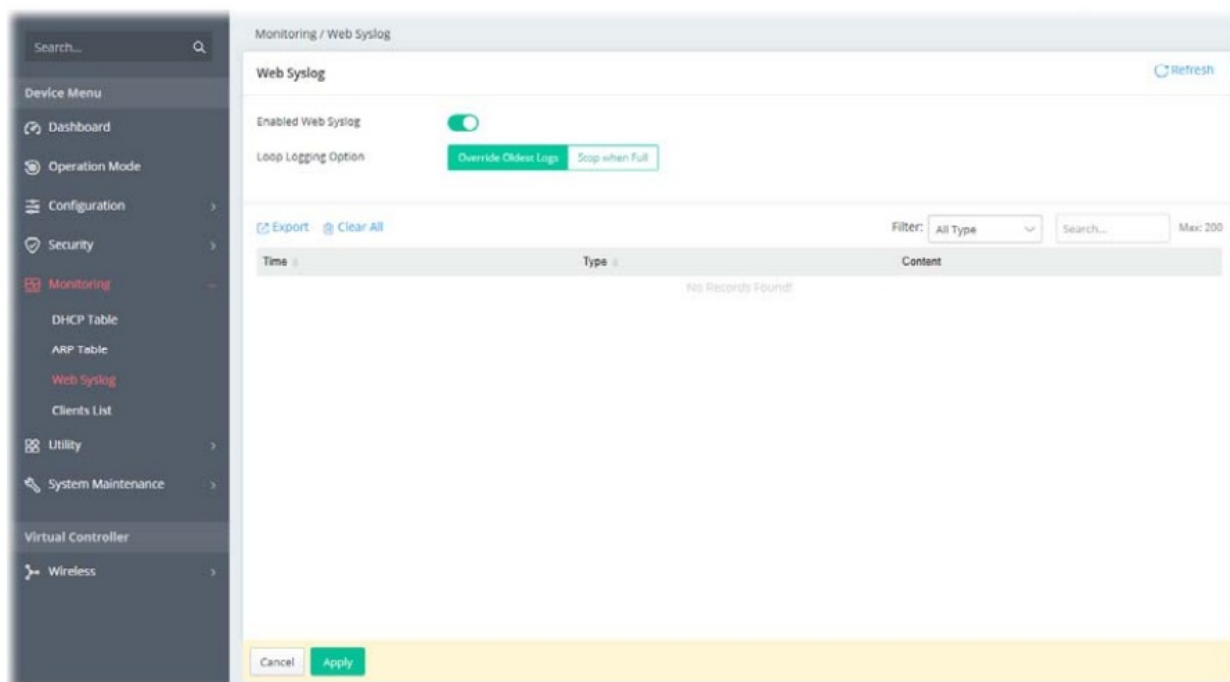 Search...
Device Menu
Dashboard
Operation Mode
Configuration
Security
Monitoring
DHCP Table
ARP Table
Web Syslog
Clients List
Utility
System Maintenance
Virtual Controller
Wireless
Monitoring / Web Syslog
Web Syslog
Refresh
Enabled Web Syslog
Loop Logging Option
Override Oldest Logs Stop when Full
Export Clear All
Filter: All Type Search... Max: 200
Time Type Content
No Records Found!
Cancel Apply